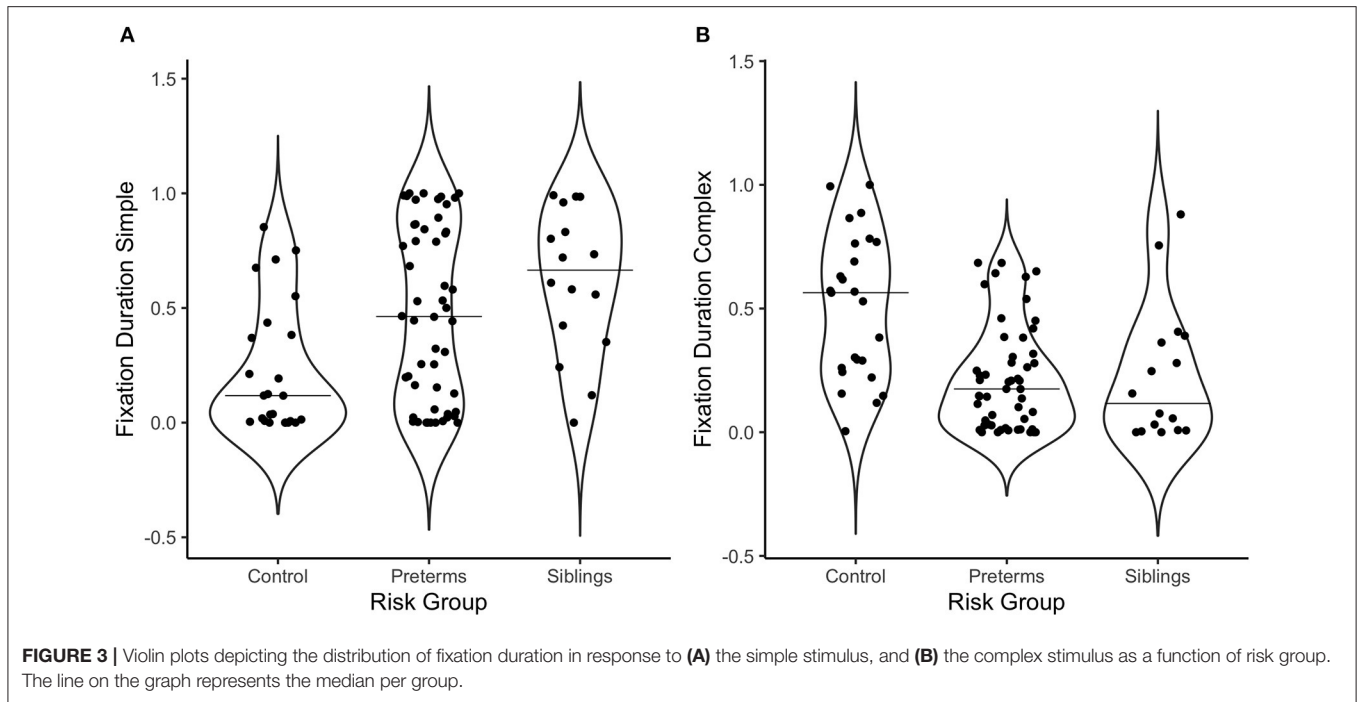 A
Fixation Duration Simple
1.5
1.0
0.5
0.0
-0.5
Control Preterms Siblings
Risk Group
B
Fixation Duration Complex
1.5
1.0
0.5
0.0
-0.5
Control Preterms Siblings
Risk Group
FIGURE 3 | Violin plots depicting the distribution of fixation duration in response to (A) the simple stimulus, and (B) the complex stimulus as a function of risk group.
The line on the graph represents the median per group.